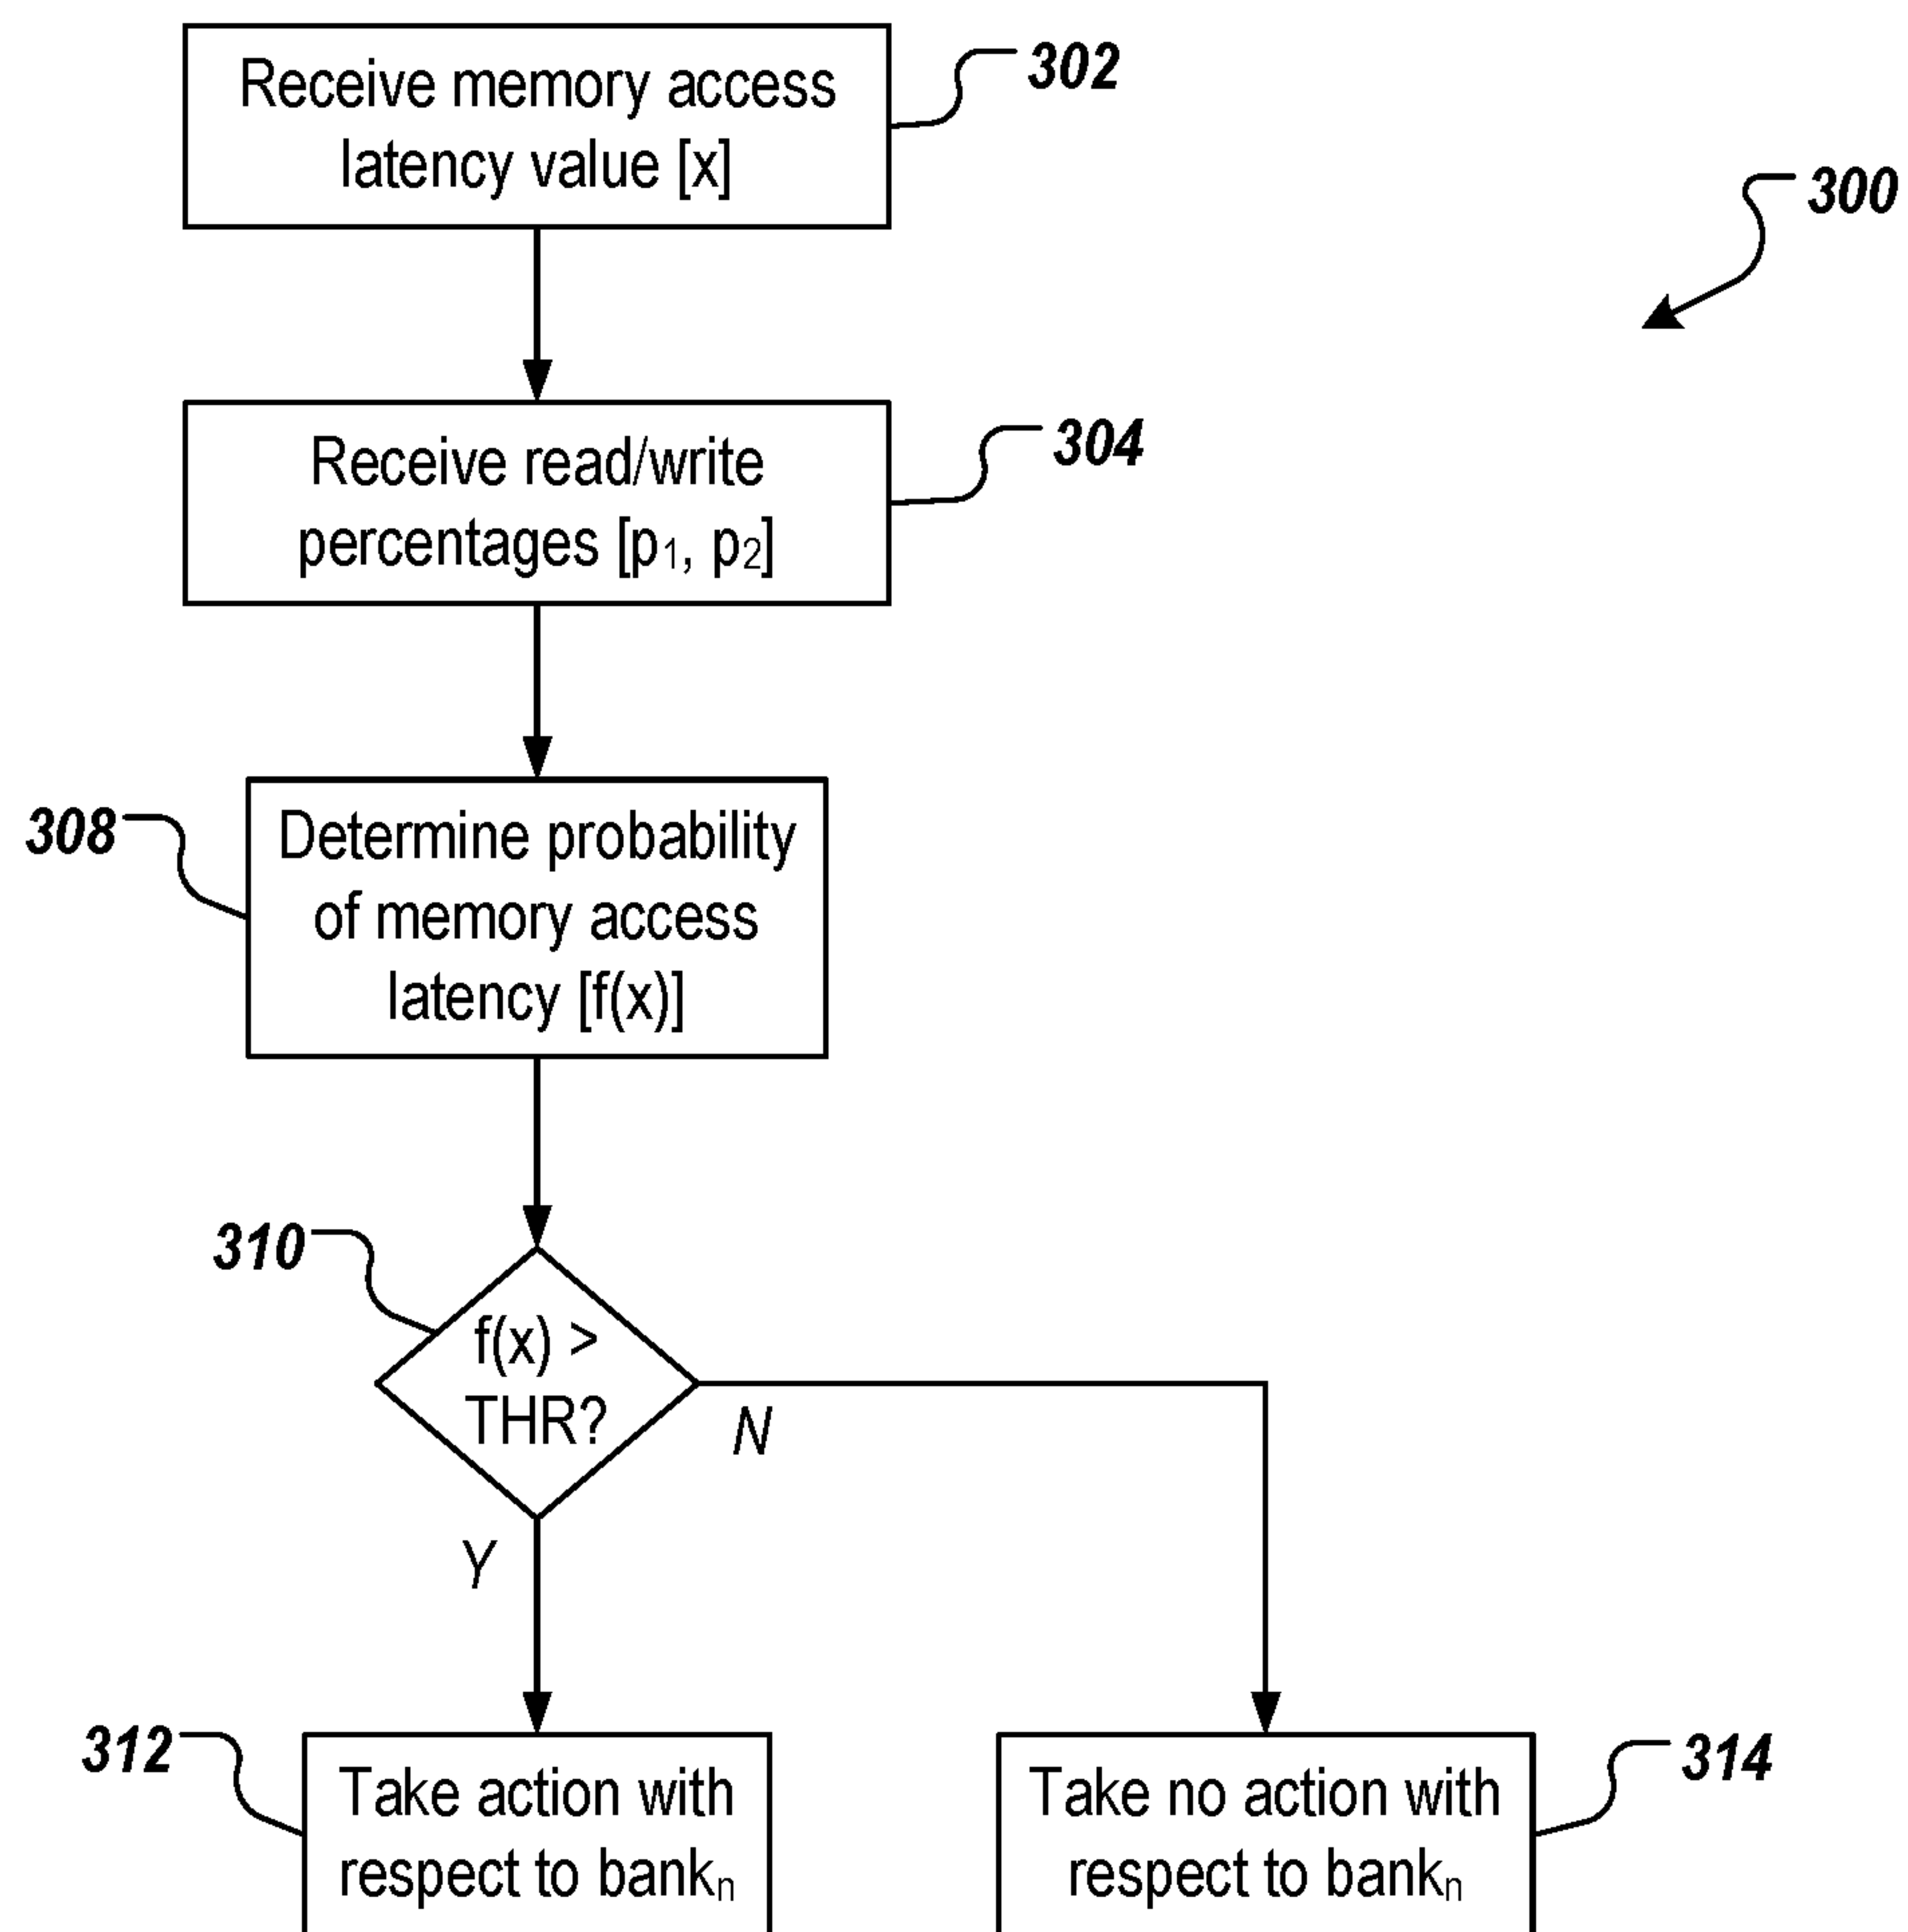 Receive memory access
latency value [x]
302
300
Receive read/write
percentages [p₁, p₂]
304
308
Determine probability
of memory access
latency [f(x)]
310
f(x) >
THR?
N
Y
312
Take action with
respect to bankₙ
Take no action with
respect to bankₙ
314